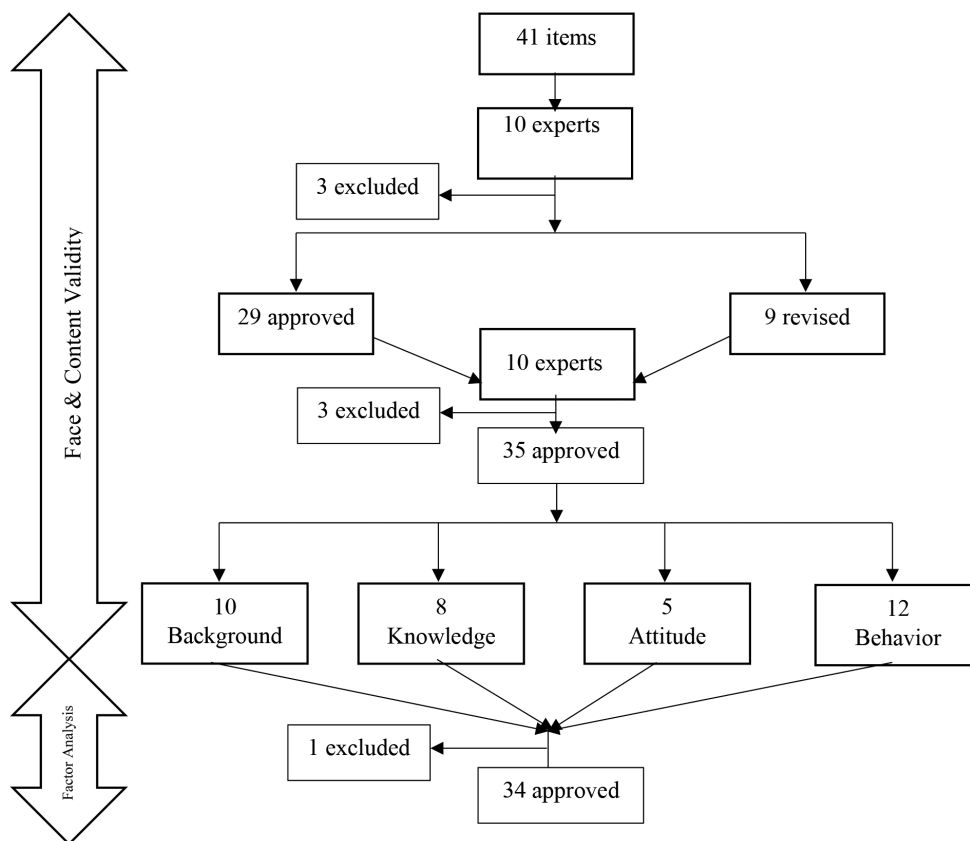 41 items
10 experts
3 excluded
29 approved
9 revised
10 experts
3 excluded
35 approved
10
Background
8
Knowledge
5
Attitude
12
Behavior
1 excluded
34 approved
Face & Content Validity
Factor Analysis